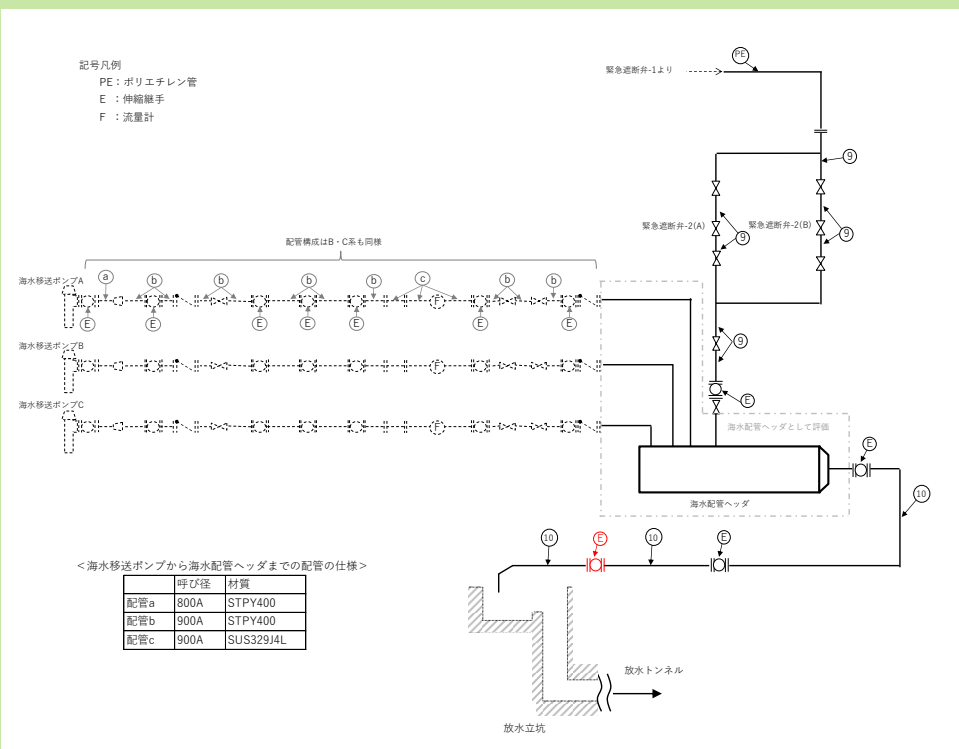 記号凡例
PE：ポリエチレン管
E ：伸縮継手
F ：流量計
緊急遮断弁-1より
PE
9
緊急遮断弁-2(A)
緊急遮断弁-2(B)
9
9
配管構成はB・C系も同様
海水移送ポンプA
a
b
b
b
b
c
b
b
F
E
E
E
E
E
E
E
9
海水移送ポンプB
F
E
海水移送ポンプC
F
海水配管ヘッダとして評価
E
海水配管ヘッダ
10
10
E
10
E
＜海水移送ポンプから海水配管ヘッダまでの配管の仕様＞
呼び径 材質
配管a 800A STPY400
配管b 900A STPY400
配管c 900A SUS329J4L
放水トンネル
放水立坑